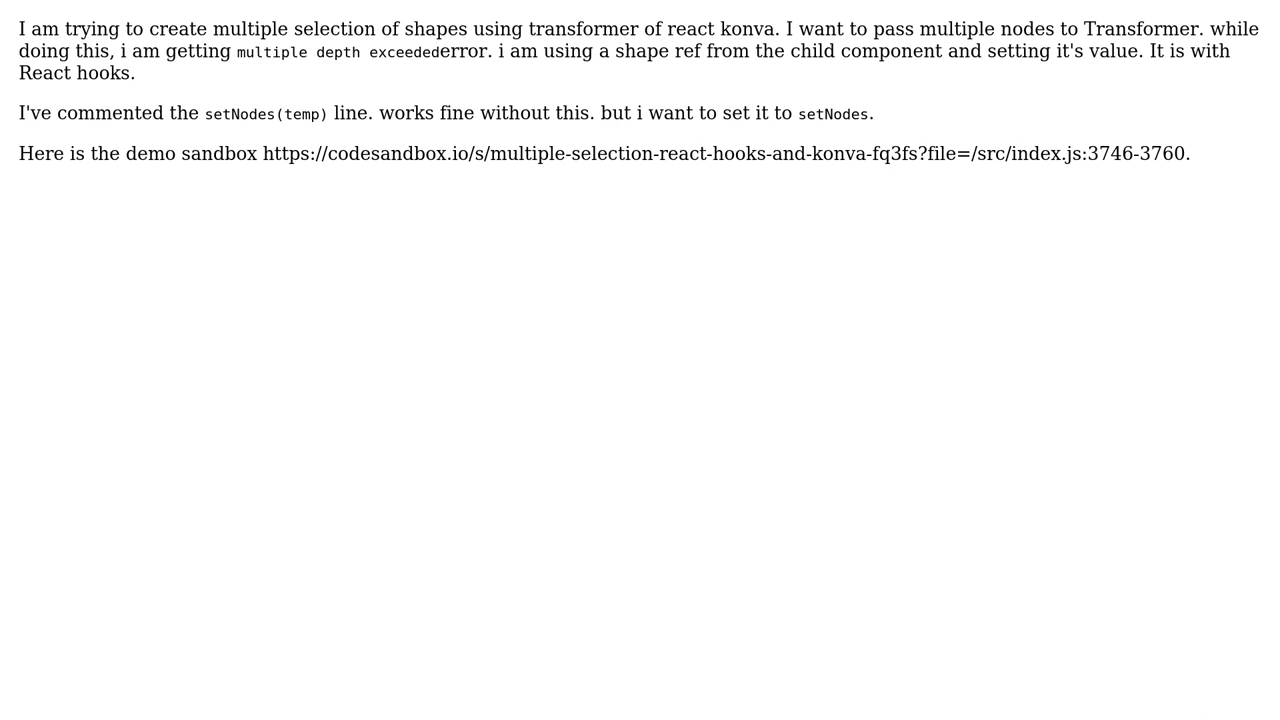 I am trying to create multiple selection of shapes using transformer of react konva. I want to pass multiple nodes to Transformer. while
doing this, i am getting multiple depth exceedederror. i am using a shape ref from the child component and setting it's value. It is with
React hooks.
I've commented the setNodes(temp) line. works fine without this. but i want to set it to setNodes.
Here is the demo sandbox https://codesandbox.io/s/multiple-selection-react-hooks-and-konva-fq3fs?file=/src/index.js:3746-3760.